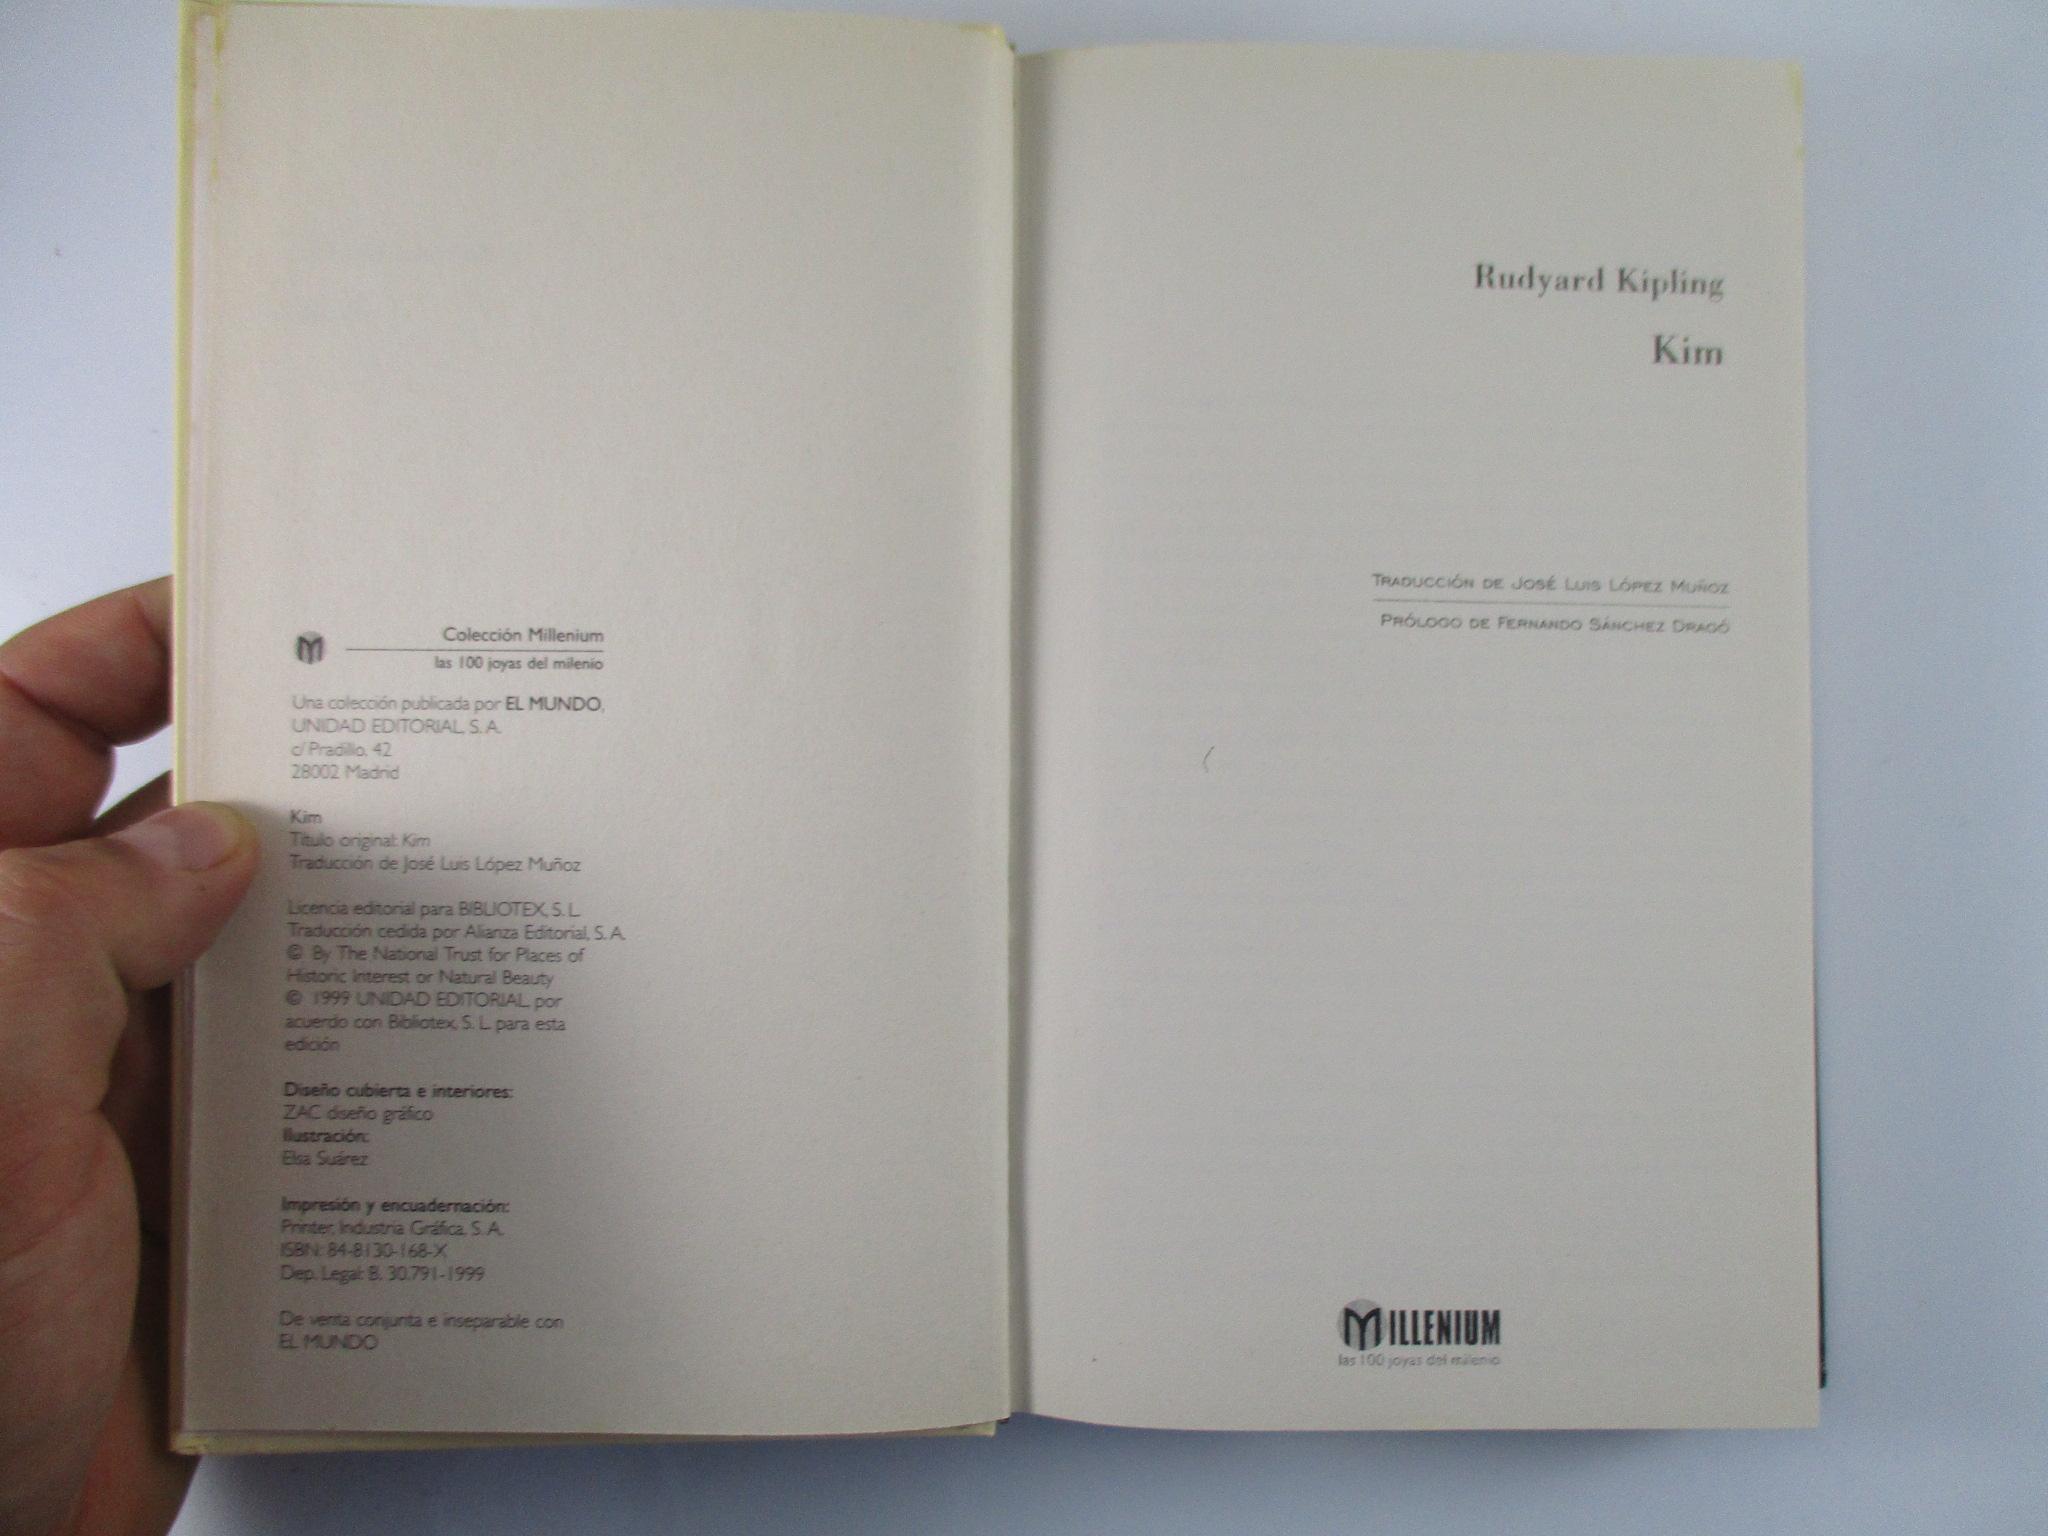 Colección Millenium
las 100 joyas del milenio
Una colección publicada por EL MUNDO,
UNIDAD EDITORIAL, S. A.
c/ Pradillo, 42
28002 Madrid
Kim
Título original: Kim
Traducción de José Luis López Muñoz
Licencia editorial para BIBLIOTEX, S. L.
Traducción cedida por Alianza Editorial, S. A.
© By The National Trust for Places of
Historic Interest or Natural Beauty
© 1999 UNIDAD EDITORIAL, por
acuerdo con Bibliotex, S. L. para esta
edición
Diseño cubierta e interiores:
ZAC diseño gráfico
Ilustración:
Elsa Suárez
Impresión y encuadernación:
Printer, Industria Gráfica, S. A.
ISBN: 84-8130-168-X
Dep. Legal: B. 30.791-1999
De venta conjunta e inseparable con
EL MUNDO
Rudyard Kipling
Kim
TRADUCCIÓN DE JOSÉ LUIS LÓPEZ MUÑOZ
PRÓLOGO DE FERNANDO SÁNCHEZ DRAGÓ
MILLENIUM
las 100 joyas del milenio